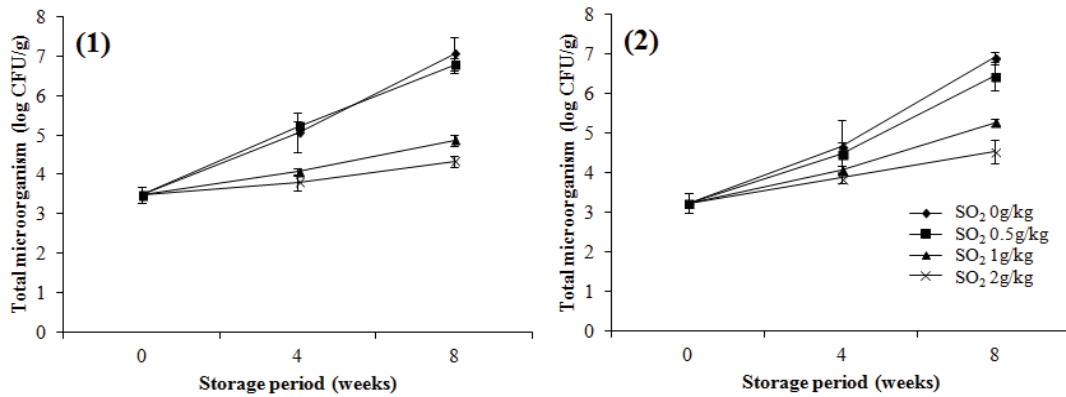 (1)
Total microorganism (log CFU/g)
8
7
6
5
4
3
2
1
0
0 4 8
Storage period (weeks)
(2)
Total microorganism (log CFU/g)
8
7
6
5
4
3
2
1
0
SO₂ 0g/kg
SO₂ 0.5g/kg
SO₂ 1g/kg
SO₂ 2g/kg
0 4 8
Storage period (weeks)